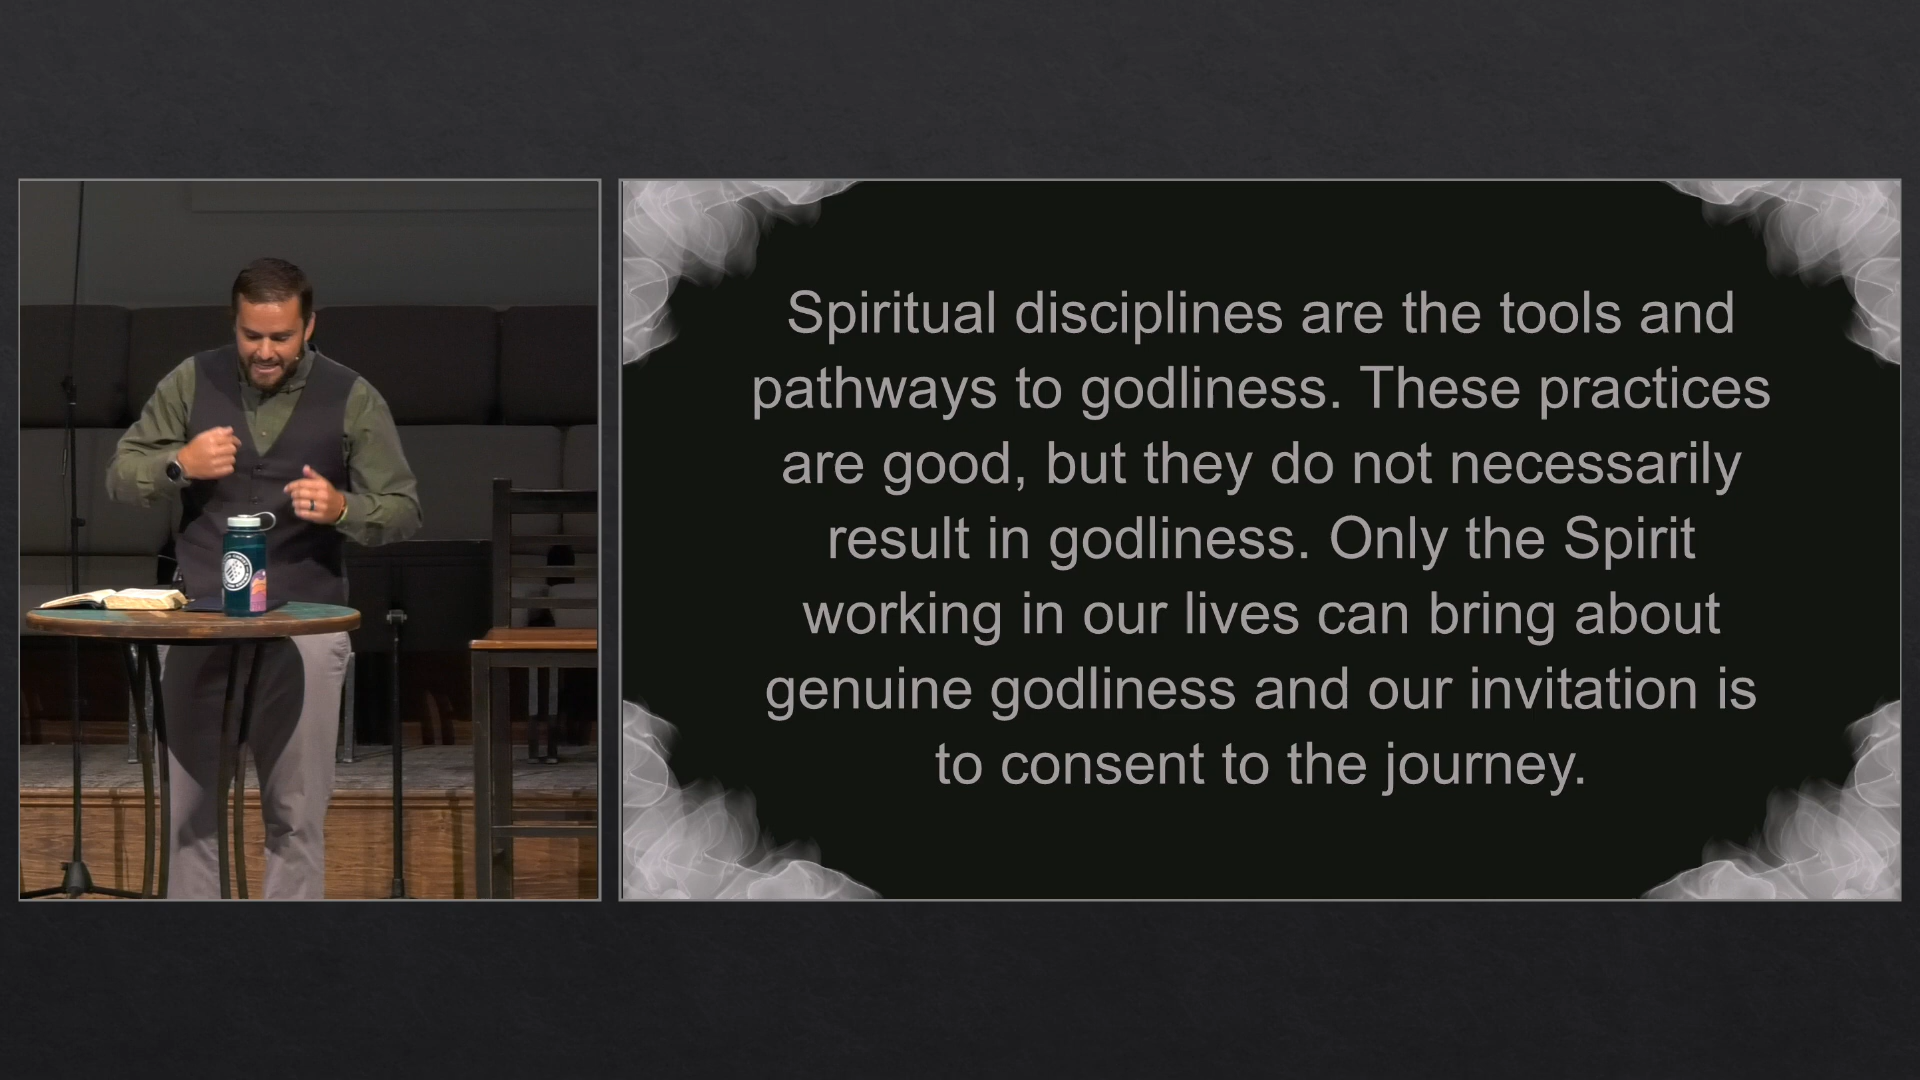 Spiritual disciplines are the tools and
pathways to godliness. These practices
are good, but they do not necessarily
result in godliness. Only the Spirit
working in our lives can bring about
genuine godliness and our invitation is
to consent to the journey.